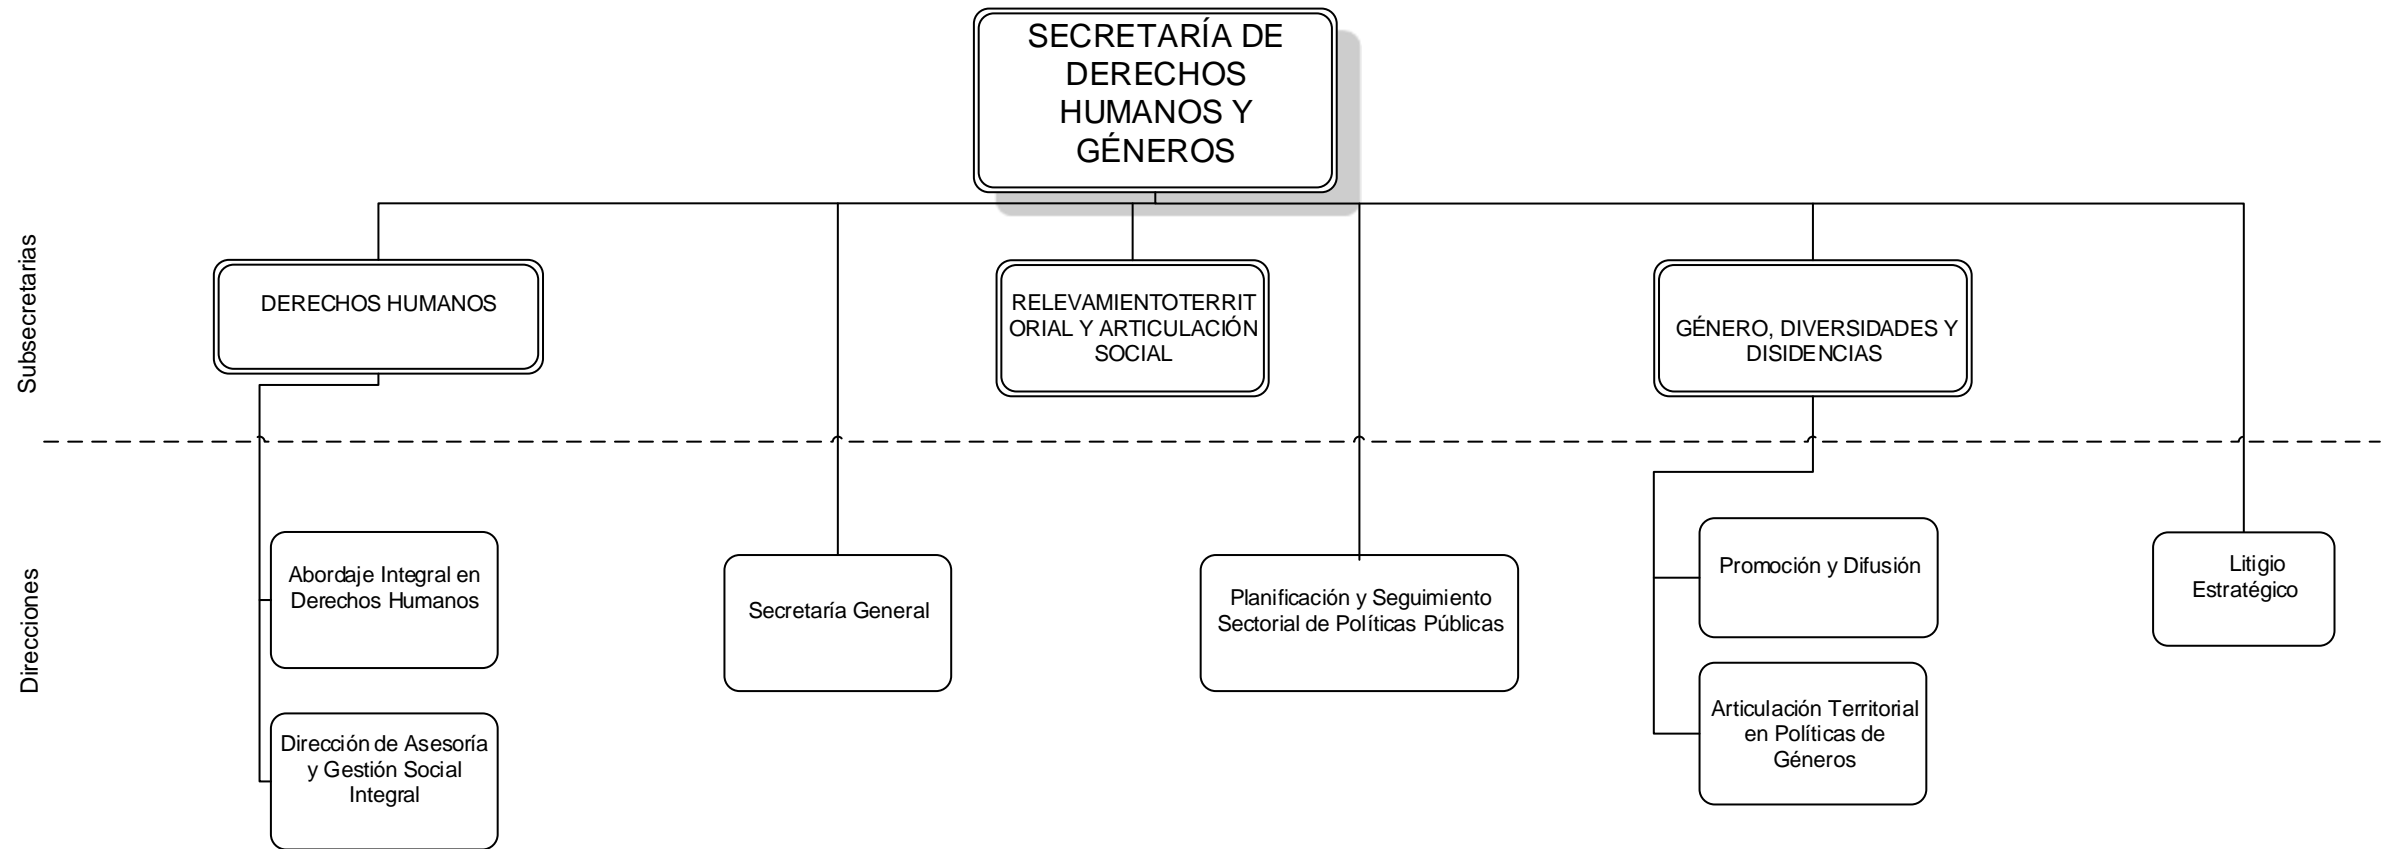 SECRETARÍA DE
DERECHOS
HUMANOS Y
GÉNEROS
Subsecretarias
DERECHOS HUMANOS
RELEVAMIENTOTERRIT
ORIAL Y ARTICULACIÓN
SOCIAL
GÉNERO, DIVERSIDADES Y
DISIDENCIAS
Direcciones
Abordaje Integral en
Derechos Humanos
Dirección de Asesoría
y Gestión Social
Integral
Secretaría General
Planificación y Seguimiento
Sectorial de Políticas Públicas
Promoción y Difusión
Articulación Territorial
en Políticas de
Géneros
Litigio
Estratégico